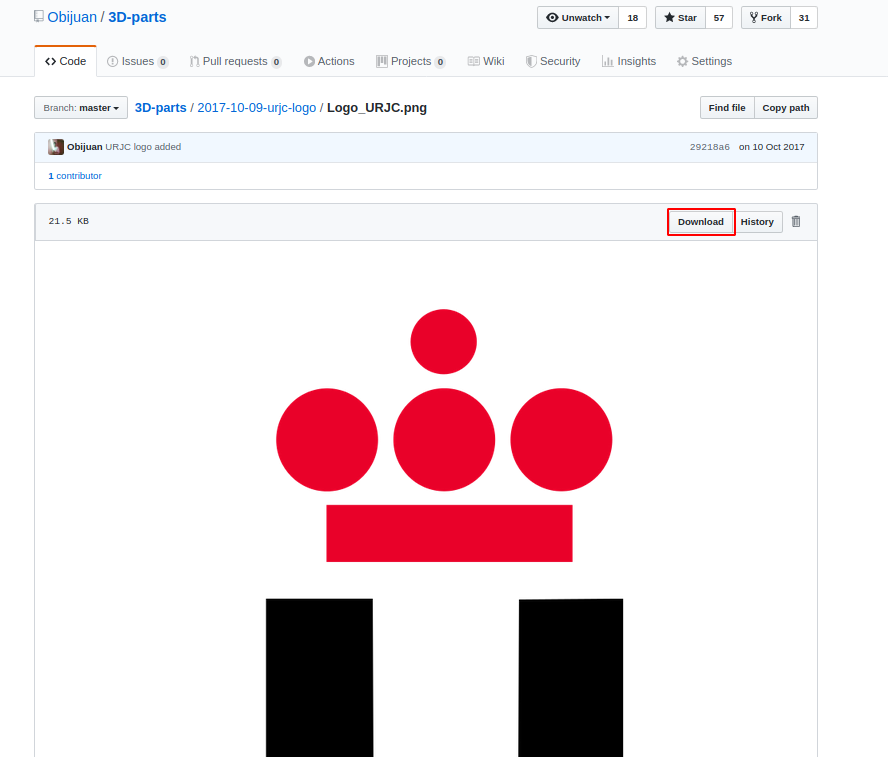 Obijuan / 3D-parts Unwatch 18 Star 57 Fork 31
Code Issues 0 Pull requests 0 Actions Projects 0 Wiki Security Insights Settings
Branch: master 3D-parts / 2017-10-09-urjc-logo / Logo_URJC.png Find file Copy path
Obijuan URJC logo added 29218a6 on 10 Oct 2017
1 contributor
21.5 KB Download History